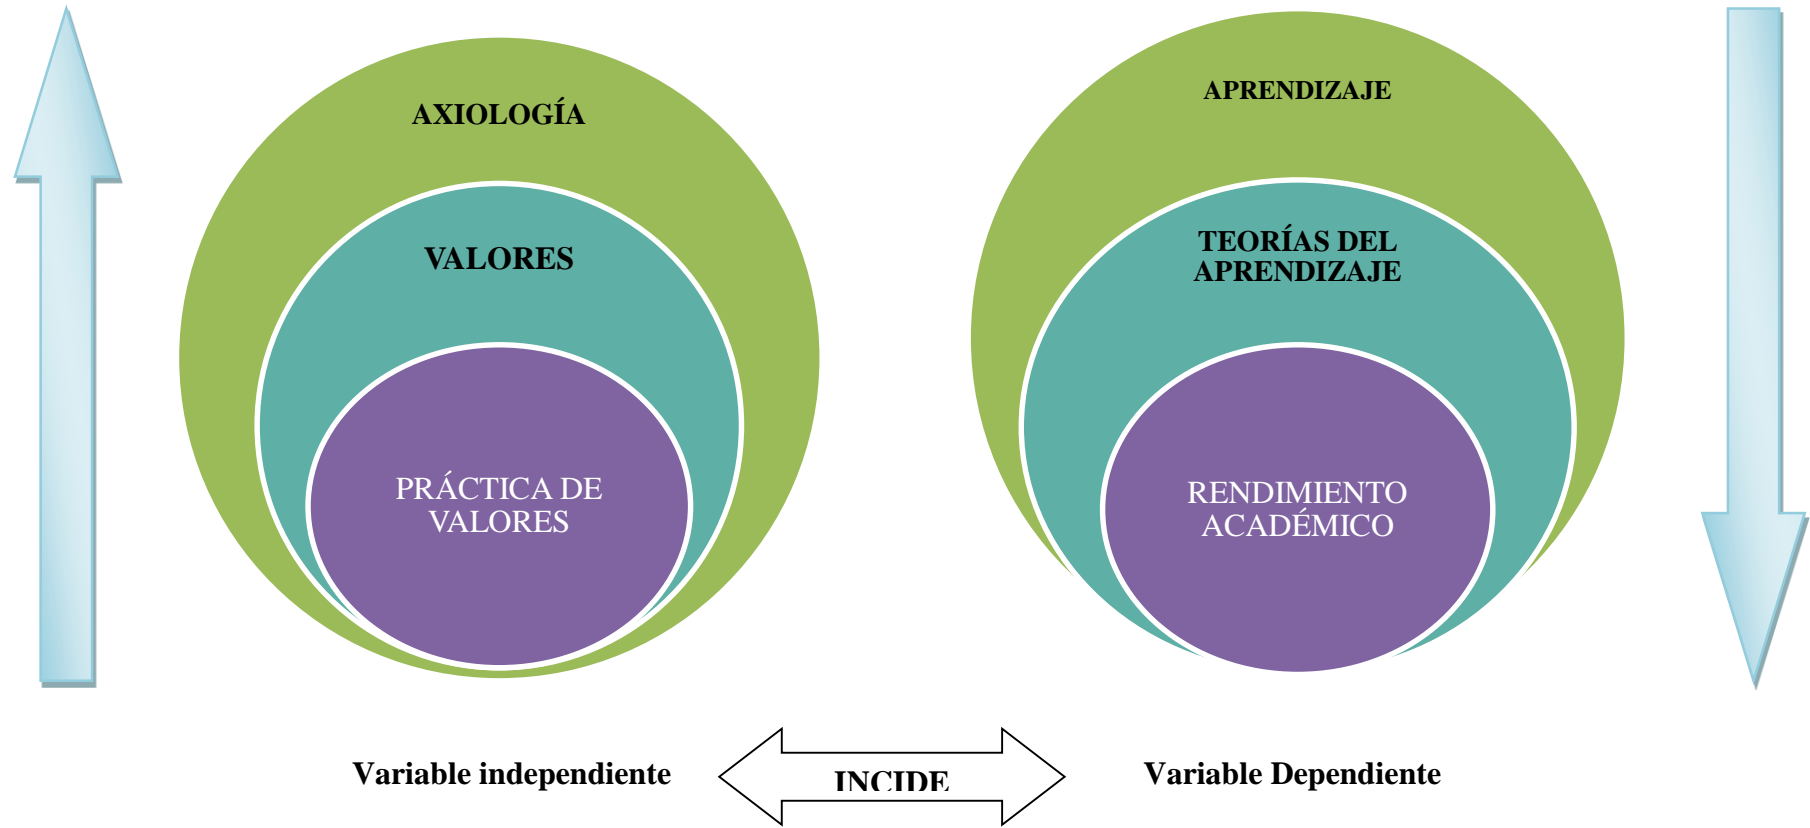 AXIOLOGÍA
VALORES
PRÁCTICA DE
VALORES
APRENDIZAJE
TEORÍAS DEL
APRENDIZAJE
RENDIMIENTO
ACADÉMICO
Variable independiente
INCIDE
Variable Dependiente